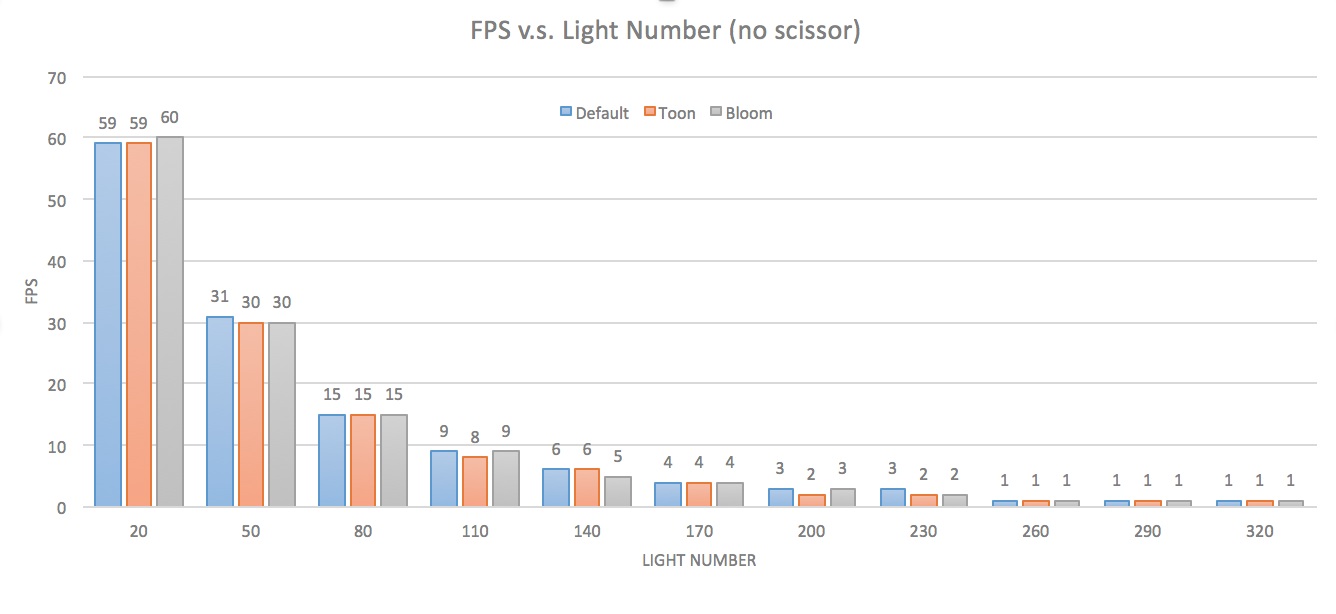 FPS v.s. Light Number (no scissor)
70
Default Toon Bloom
59 59 60
60
50
40
FPS
31 30 30
30
20
15 15 15
9 8 9
10
6 6 5
4 4 4
3 2 3
3 2 2
1 1 1
1 1 1
1 1 1
0
20 50 80 110 140 170 200 230 260 290 320
LIGHT NUMBER